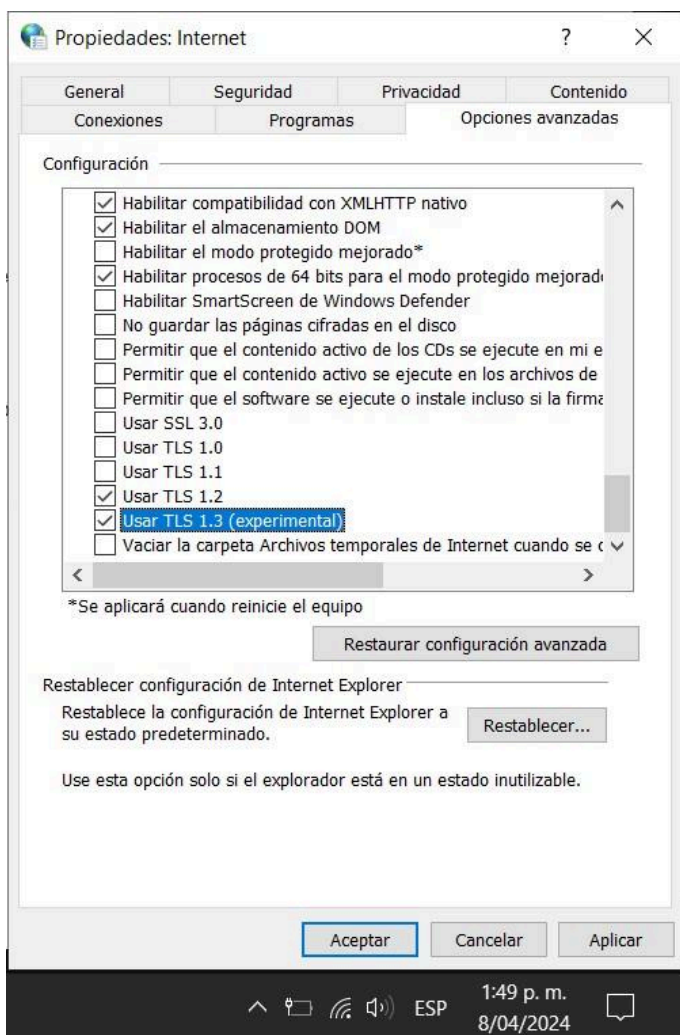 Propiedades: Internet
General Seguridad Privacidad Contenido
Conexiones Programas Opciones avanzadas
Configuración
Habilitar compatibilidad con XMLHTTP nativo
Habilitar el almacenamiento DOM
Habilitar el modo protegido mejorado*
Habilitar procesos de 64 bits para el modo protegido mejorado
Habilitar SmartScreen de Windows Defender
No guardar las páginas cifradas en el disco
Permitir que el contenido activo de los CDs se ejecute en mi e
Permitir que el contenido activo se ejecute en los archivos de
Permitir que el software se ejecute o instale incluso si la firma
Usar SSL 3.0
Usar TLS 1.0
Usar TLS 1.1
Usar TLS 1.2
Usar TLS 1.3 (experimental)
Vaciar la carpeta Archivos temporales de Internet cuando se c
*Se aplicará cuando reinicie el equipo
Restaurar configuración avanzada
Restablecer configuración de Internet Explorer
Restablece la configuración de Internet Explorer a
su estado predeterminado.
Restablecer...
Use esta opción solo si el explorador está en un estado inutilizable.
Aceptar Cancelar Aplicar
ESP 1:49 p. m.
8/04/2024